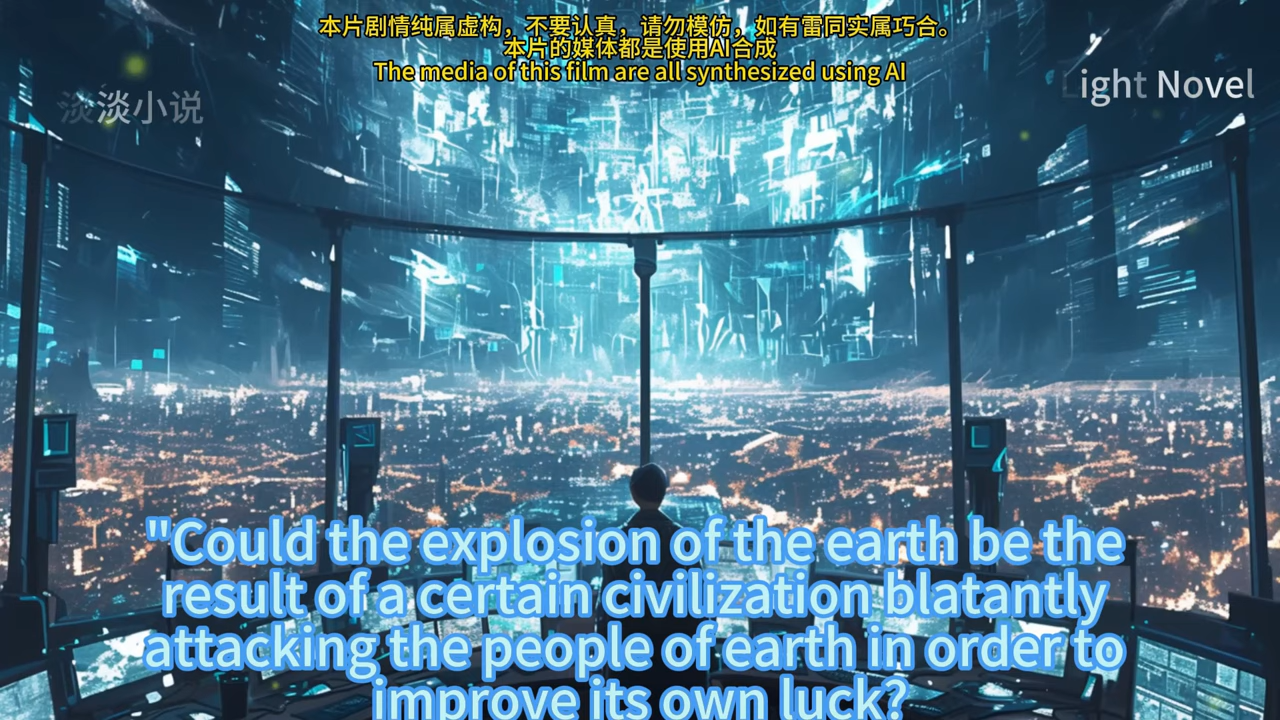 本片剧情纯属虚构，不要认真，请勿模仿，如有雷同实属巧合。
本片的媒体都是使用AI合成
The media of this film are all synthesized using AI
淡淡小说
Light Novel
"Could the explosion of the earth be the
result of a certain civilization blatantly
attacking the people of earth in order to
improve its own luck?